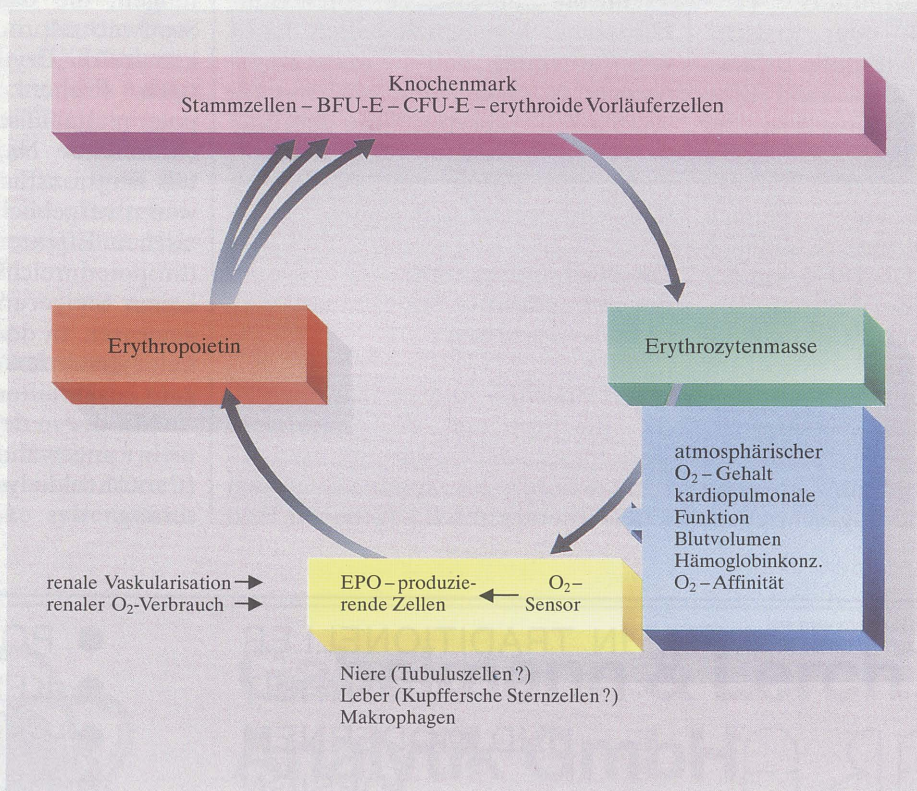 Knochenmark
Stammzellen – BFU-E – CFU-E – erythroide Vorläuferzellen
Erythropoietin
Erythrozytenmasse
atmosphärischer
O₂ – Gehalt
kardiopulmonale
Funktion
Blutvolumen
Hämoglobinkonz.
O₂ – Affinität
renale Vaskularisation
renaler O₂-Verbrauch
EPO – produzie-
rende Zellen
O₂ –
Sensor
Niere (Tubuluszellen ?)
Leber (Kupffersche Sternzellen ?)
Makrophagen